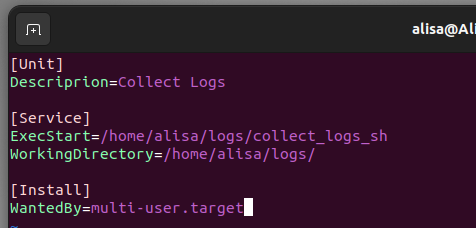 alisa@Al
[Unit]
Descriprion=Collect Logs
[Service]
ExecStart=/home/alisa/logs/collect_logs_sh
WorkingDirectory=/home/alisa/logs/
[Install]
WantedBy=multi-user.target
~